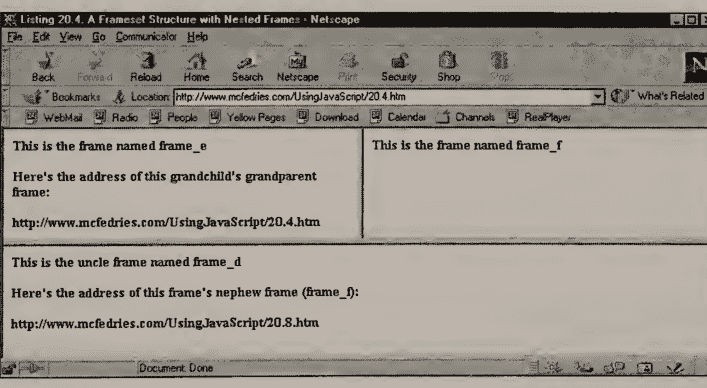 Listing 20.4. A Frameset Structure with Nested Frames - Netscape
File Edit View Go Communicator Help
Back Forward Reload Home Search Netscape Print Security Shop Stop
Bookmarks Location: http://www.mcfedries.com/UsingJavaScript/20.4.htm What's Related
WebMail Radio People Yellow Pages Download Calendar Channels RealPlayer
This is the frame named frame_e
Here's the address of this grandchild's grandparent
frame:
http://www.mcfedries.com/UsingJavaScript/20.4.htm
This is the frame named frame_f
This is the uncle frame named frame_d
Here's the address of this frame's nephew frame (frame_f):
http://www.mcfedries.com/UsingJavaScript/20.8.htm
Document: Done